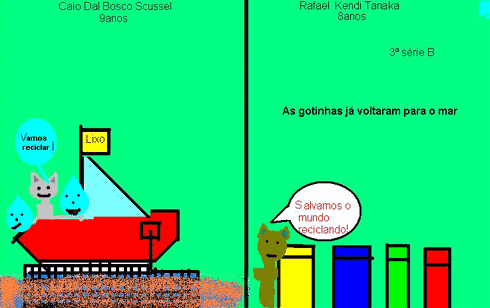 Caio Dal Bosco Scussel
9anos
Lixo
Vamos
reciclar!
Rafael Kendi Tanaka
8anos
3ª série B
As gotinhas já voltaram para o mar
Salvamos o
mundo
reciclando!